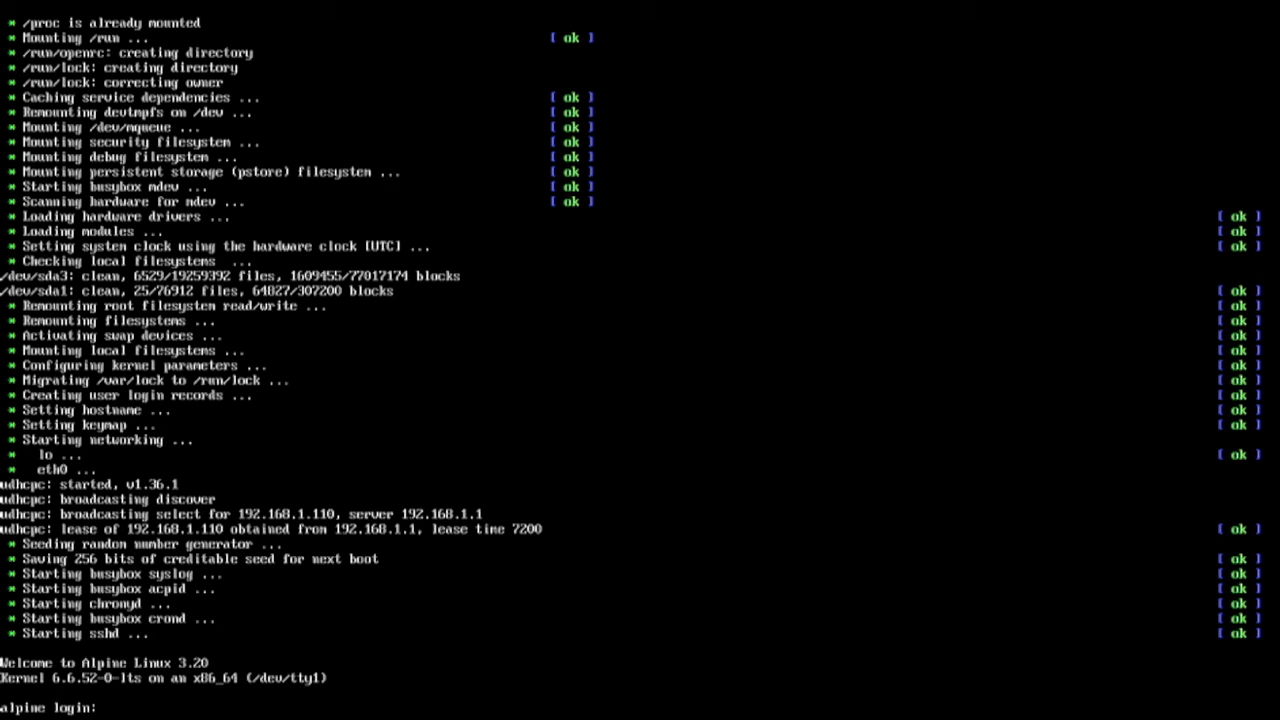 * /proc is already mounted
* Mounting /run ... [ ok ]
* /run/openrc: creating directory
* /run/lock: creating directory
* /run/lock: correcting owner
* Caching service dependencies ... [ ok ]
* Remounting devtmpfs on /dev ... [ ok ]
* Mounting /dev/mqueue ... [ ok ]
* Mounting security filesystem ... [ ok ]
* Mounting debug filesystem ... [ ok ]
* Mounting persistent storage (pstore) filesystem ... [ ok ]
* Starting busybox mdev ... [ ok ]
* Scanning hardware for mdev ... [ ok ]
* Loading hardware drivers ... [ ok ]
* Loading modules ... [ ok ]
* Setting system clock using the hardware clock [UTC] ... [ ok ]
* Checking local filesystems ...
/dev/sda3: clean, 6529/19259392 files, 1609455/77017174 blocks
/dev/sda1: clean, 25/76912 files, 64827/307200 blocks [ ok ]
* Remounting root filesystem read/write ... [ ok ]
* Remounting filesystems ... [ ok ]
* Activating swap devices ... [ ok ]
* Mounting local filesystems ... [ ok ]
* Configuring kernel parameters ... [ ok ]
* Migrating /var/lock to /run/lock ... [ ok ]
* Creating user login records ... [ ok ]
* Setting hostname ... [ ok ]
* Setting keymap ... [ ok ]
* Starting networking ...
* lo ... [ ok ]
* eth0 ...
udhcpc: started, v1.36.1
udhcpc: broadcasting discover
udhcpc: broadcasting select for 192.168.1.110, server 192.168.1.1
udhcpc: lease of 192.168.1.110 obtained from 192.168.1.1, lease time 7200 [ ok ]
* Seeding random number generator ...
* Saving 256 bits of creditable seed for next boot [ ok ]
* Starting busybox syslog ... [ ok ]
* Starting busybox acpid ... [ ok ]
* Starting chronyd ... [ ok ]
* Starting busybox crond ... [ ok ]
* Starting sshd ... [ ok ]
Welcome to Alpine Linux 3.20
Kernel 6.6.52-0-lts on an x86_64 (/dev/tty1)
alpine login: